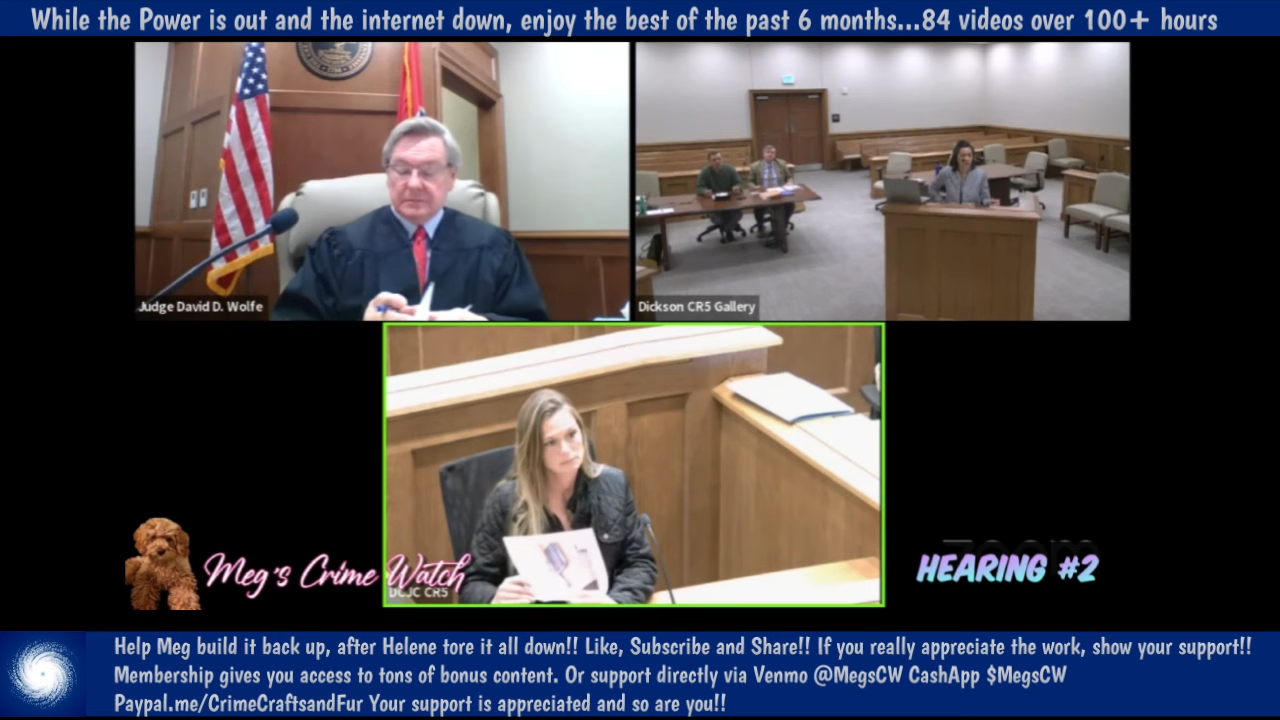 While the Power is out and the internet down, enjoy the best of the past 6 months...84 videos over 100+ hours
Judge David D. Wolfe
Dickson CR5 Gallery
Meg's Crime Watch
DCJC CR5
HEARING #2
Help Meg build it back up, after Helene tore it all down!! Like, Subscribe and Share!! If you really appreciate the work, show your support!!
Membership gives you access to tons of bonus content. Or support directly via Venmo @MegsCW CashApp $MegsCW
Paypal.me/CrimeCraftsandFur Your support is appreciated and so are you!!